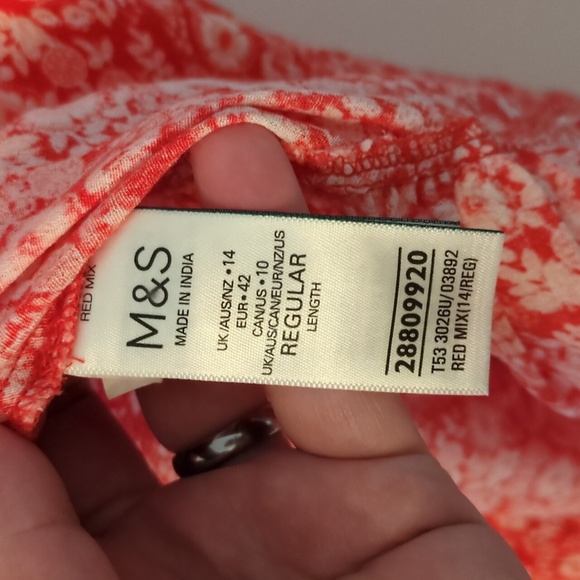 RED MIX
M&S
MADE IN INDIA
UK/AUS/NZ • 14
EUR • 42
CAN/US • 10
UK/AUS/CAN/EUR/NZ/US
REGULAR
LENGTH
28809920
T53 3026U/03892
RED MIX(14/REG)